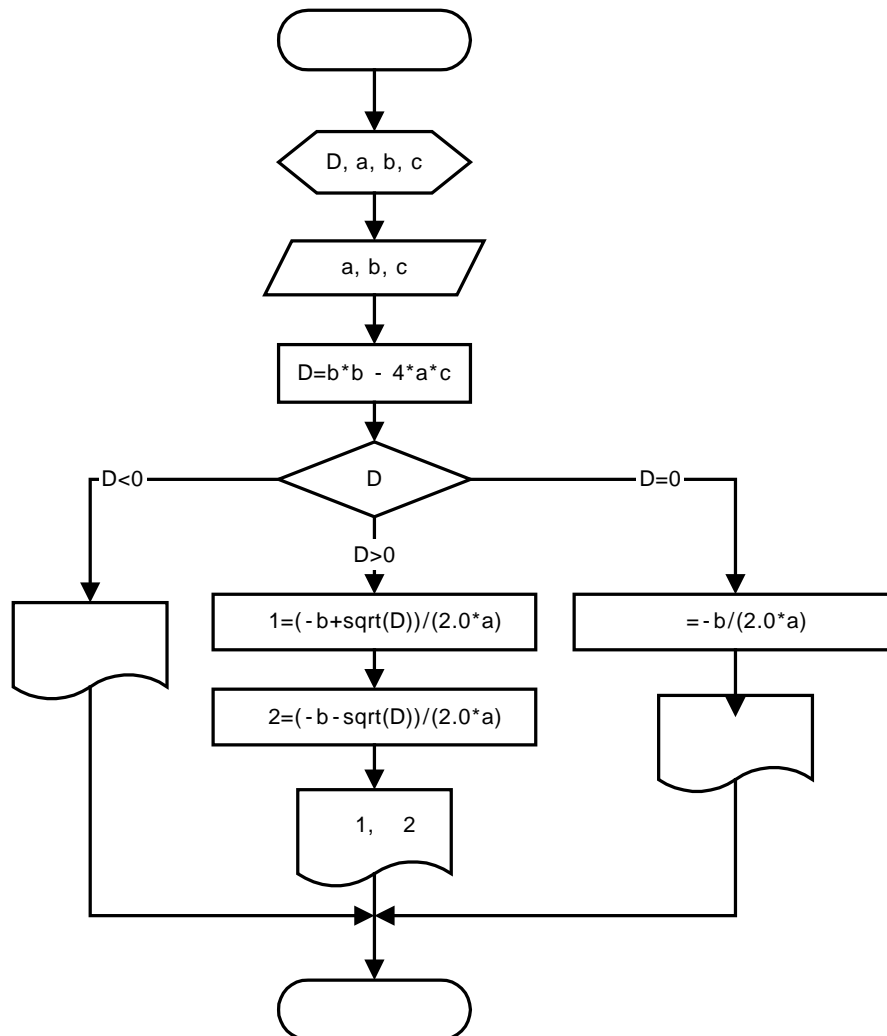 D, a, b, c
a, b, c
D=b*b - 4*a*c
D
D<0
D=0
D>0
1=(-b+sqrt(D))/(2.0*a)
=-b/(2.0*a)
2=(-b-sqrt(D))/(2.0*a)
1, 2